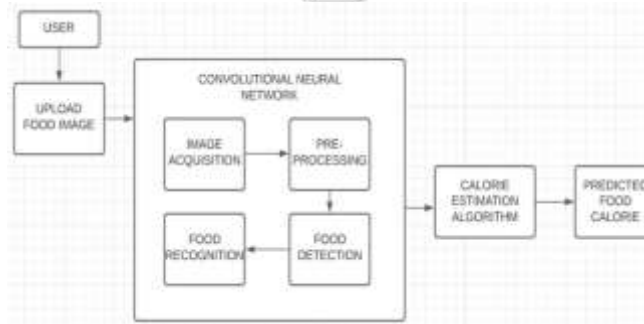 USER
UPLOAD
FOOD IMAGE
CONVOLUTIONAL NEURAL
NETWORK
IMAGE
ACQUISITION
PRE-
PROCESSING
FOOD
RECOGNITION
FOOD
DETECTION
CALORIE
ESTIMATION
ALGORITHM
PREDICTED
FOOD
CALORIE